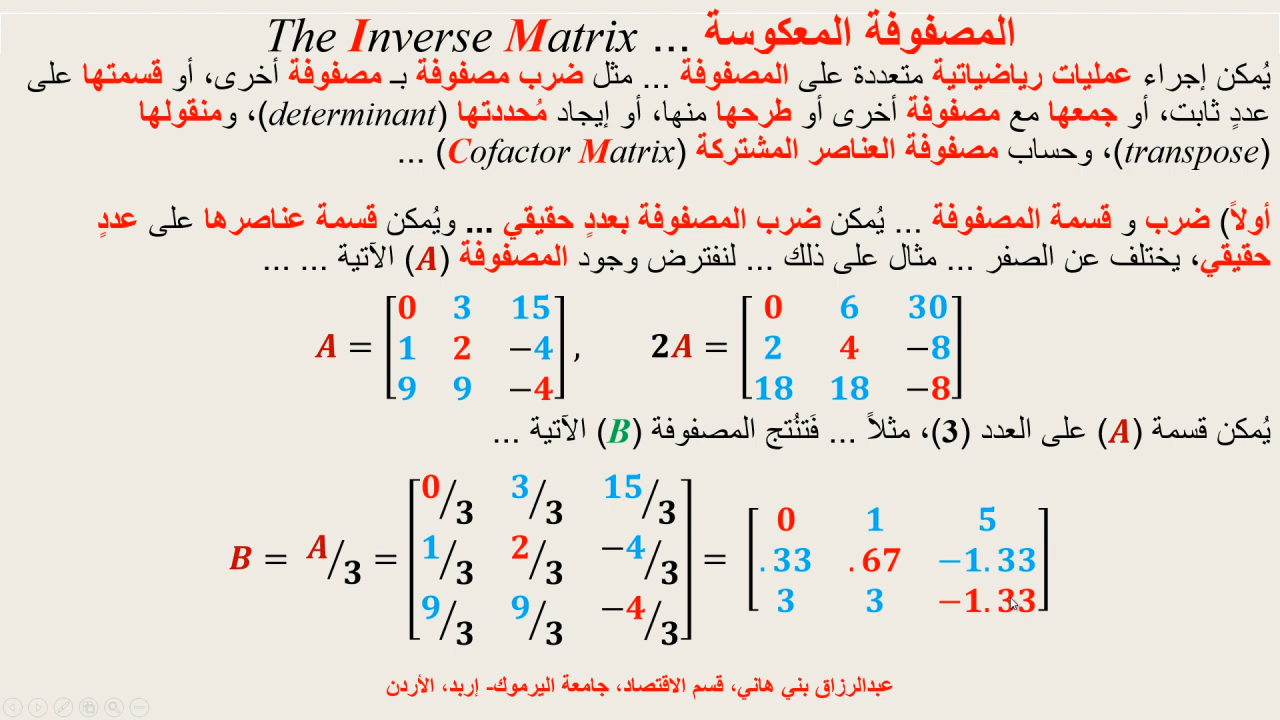 المصفوفة المعكوسة ... The Inverse Matrix
يُمكن إجراء عمليات رياضياتية متعددة على المصفوفة ... مثل ضرب مصفوفة بـ مصفوفة أخرى، أو قسمتها على
عددٍ ثابت، أو جمعها مع مصفوفة أخرى أو طرحها منها، أو إيجاد مُحددتها (determinant)، ومنقولها
(transpose)، وحساب مصفوفة العناصر المشتركة (Cofactor Matrix) ...
أولاً) ضرب و قسمة المصفوفة ... يُمكن ضرب المصفوفة بعددٍ حقيقي ... ويُمكن قسمة عناصرها على عددٍ
حقيقي، يختلف عن الصفر ... مثال على ذلك ... لنفترض وجود المصفوفة (A) الآتية ... ...
A = [0 3 15
1 2 −4
9 9 −4] ,
2A = [0 6 30
2 4 −8
18 18 −8]
يُمكن قسمة (A) على العدد (3)، مثلاً ... فَتنُتج المصفوفة (B) الآتية ...
B = A/3 = [0/3 3/3 15/3
1/3 2/3 −4/3
9/3 9/3 −4/3]
= [0 1 5
.33 .67 −1.33
3 3 −1.33]
عبدالرزاق بني هاني، قسم الاقتصاد، جامعة اليرموك- إربد، الأردن